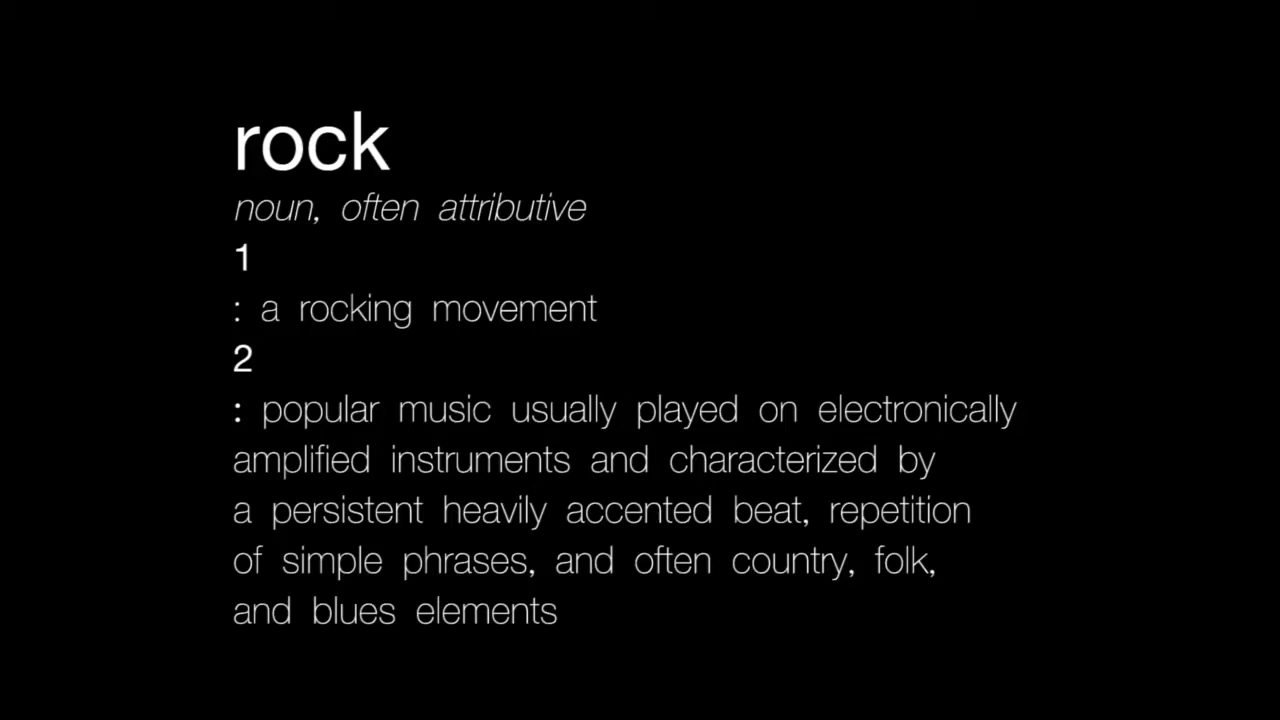 rock
noun, often attributive
1
: a rocking movement
2
: popular music usually played on electronically
amplified instruments and characterized by
a persistent heavily accented beat, repetition
of simple phrases, and often country, folk,
and blues elements